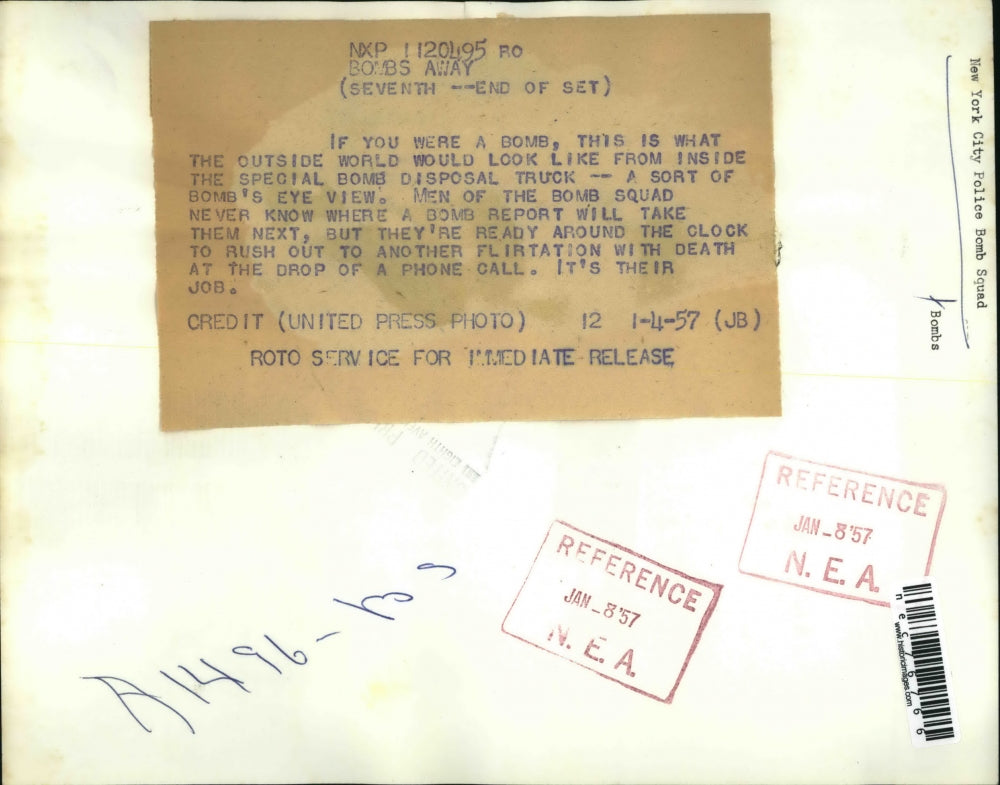 NXP 1120495 RO
BOMBS AWAY
(SEVENTH --END OF SET)
IF YOU WERE A BOMB, THIS IS WHAT
THE OUTSIDE WORLD WOULD LOOK LIKE FROM INSIDE
THE SPECIAL BOMB DISPOSAL TRUCK -- A SORT OF
BOMB'S EYE VIEW. MEN OF THE BOMB SQUAD
NEVER KNOW WHERE A BOMB REPORT WILL TAKE
THEM NEXT, BUT THEY'RE READY AROUND THE CLOCK
TO RUSH OUT TO ANOTHER FLIRTATION WITH DEATH
AT THE DROP OF A PHONE CALL. IT'S THEIR
JOB.
CREDIT (UNITED PRESS PHOTO) 12 1-4-57 (JB)
ROTO SERVICE FOR IMMEDIATE RELEASE
New York City Police Bomb Squad
Bombs
EIGHTH AVE
REFERENCE
JAN-8'57
N. E. A.
REFERENCE
JAN-8'57
N. E. A.
www.historicimages.com